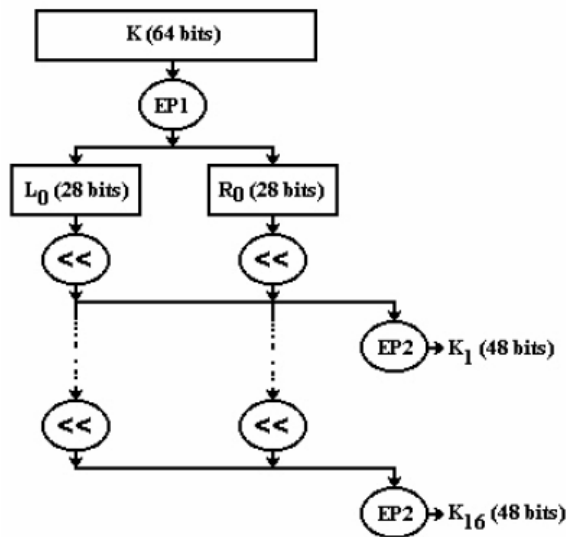 K (64 bits)
EP1
L0 (28 bits)
R0 (28 bits)
<<
<<
EP2
K1 (48 bits)
<<
<<
EP2
K16 (48 bits)